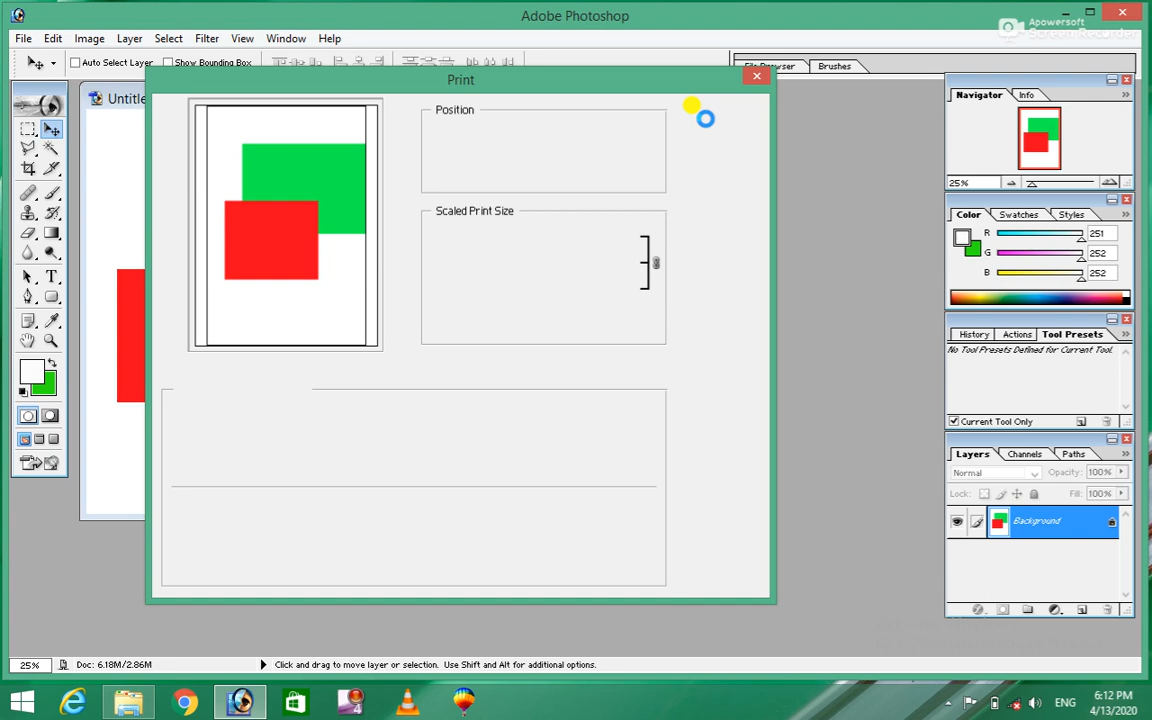 Adobe Photoshop
Apowersoft
Screen Recorder
File Edit Image Layer Select Filter View Window Help
Auto Select Layer Show Bounding Box
File Browser Brushes
Untitle
Print
Position
Scaled Print Size
Navigator Info
25%
Color Swatches Styles
R 251
G 252
B 252
History Actions Tool Presets
No Tool Presets Defined for Current Tool.
Current Tool Only
Layers Channels Paths
Normal Opacity: 100%
Lock: Fill: 100%
Background
25% Doc: 6.18M/2.86M Click and drag to move layer or selection. Use Shift and Alt for additional options.
ENG
6:12 PM
4/13/2020